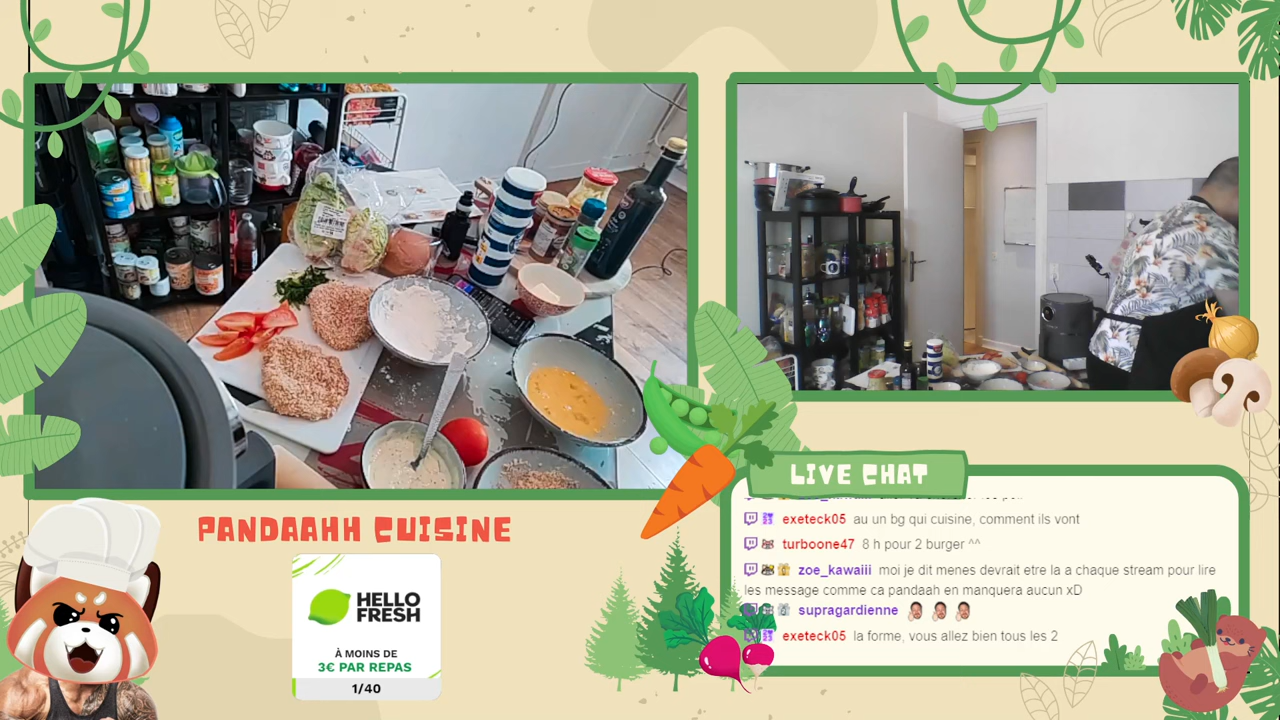 LIVE CHAT
exeteck05 au un bg qui cuisine, comment ils vont
turboone47 8 h pour 2 burger ^^
zoe_kawaiii moi je dit menes devrait etre la a chaque stream pour lire
les message comme ca pandaah en manquera aucun xD
supragardienne
exeteck05 la forme, vous allez bien tous les 2
PANDAAHH CUISINE
HELLO
FRESH
À MOINS DE
3€ PAR REPAS
1/40